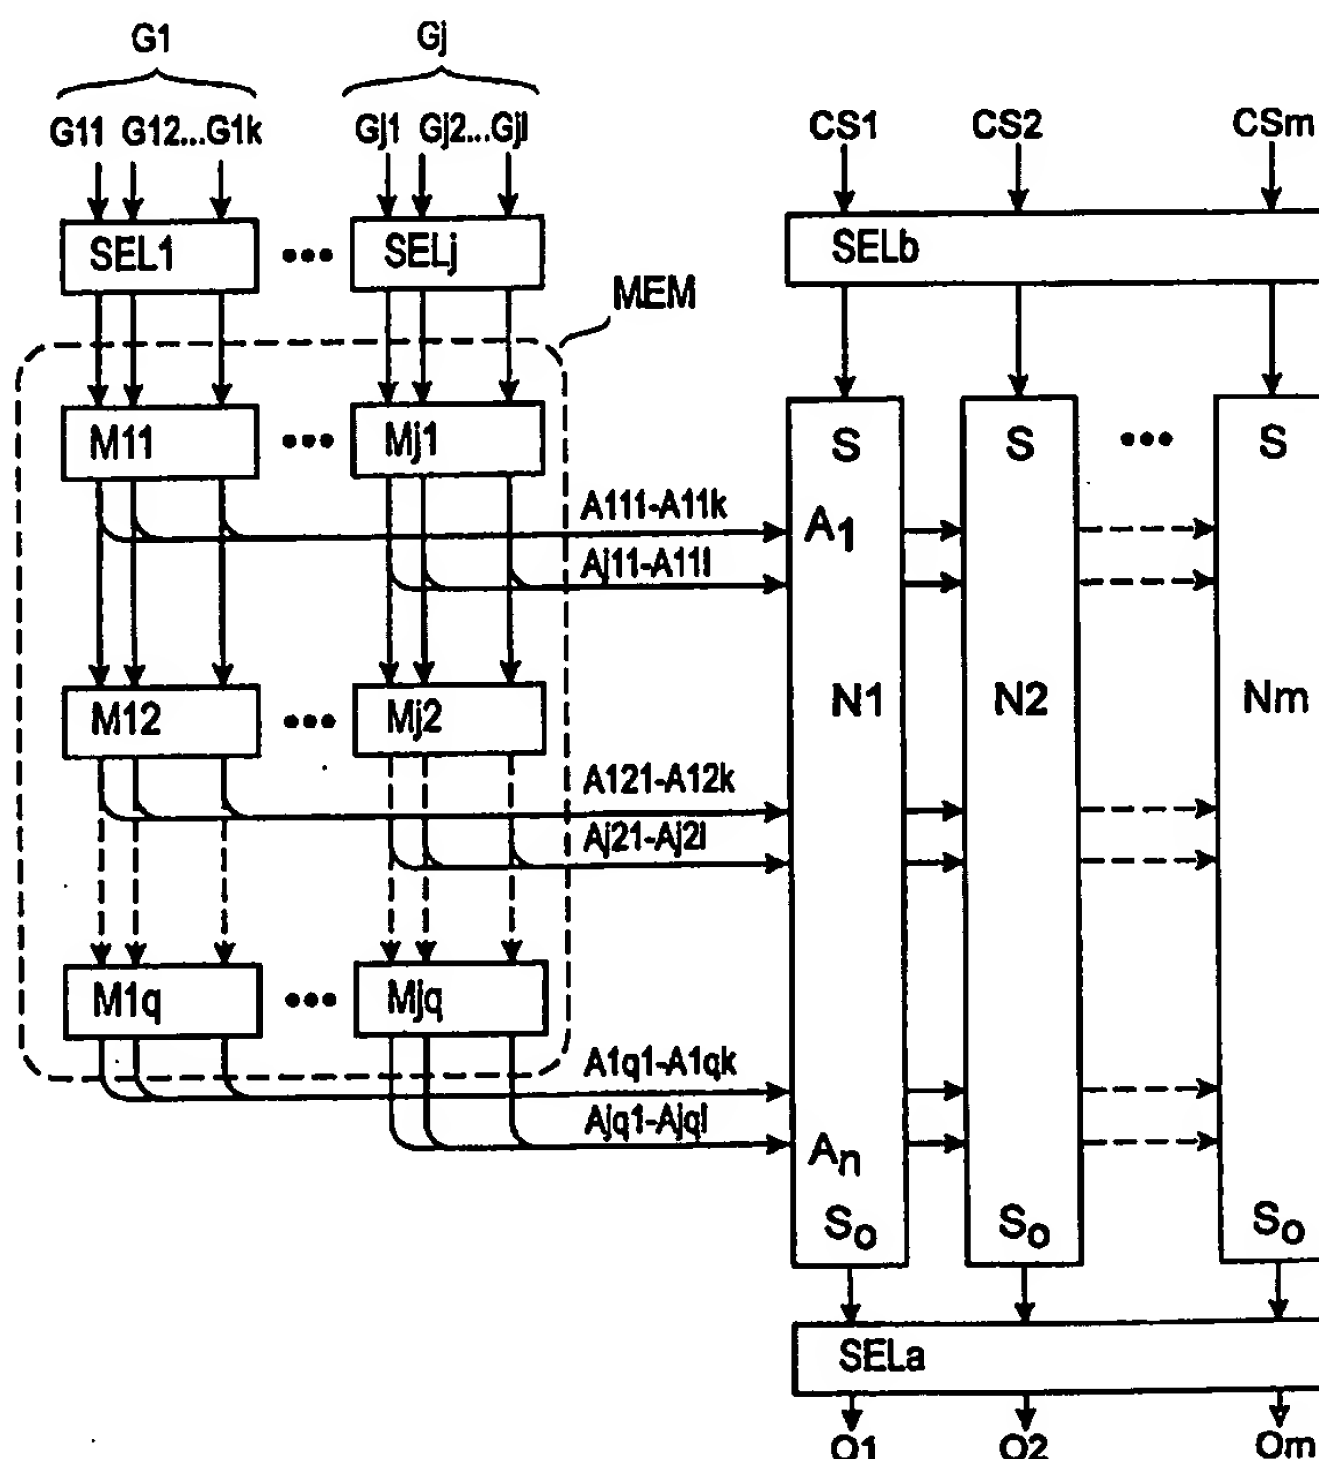 G1 Gj
G11 G12...G1k Gj1 Gj2...Gjl CS1 CS2 CSm
SEL1 ••• SELj SELb
MEM
M11 ••• Mj1 S S ••• S
A111-A11k A1
Aj11-A11l
M12 ••• Mj2 N1 N2 Nm
A121-A12k
Aj21-Aj2l
M1q ••• Mjq
A1q1-A1qk
Ajq1-Ajql An
So So So
SELa
O1 O2 Om